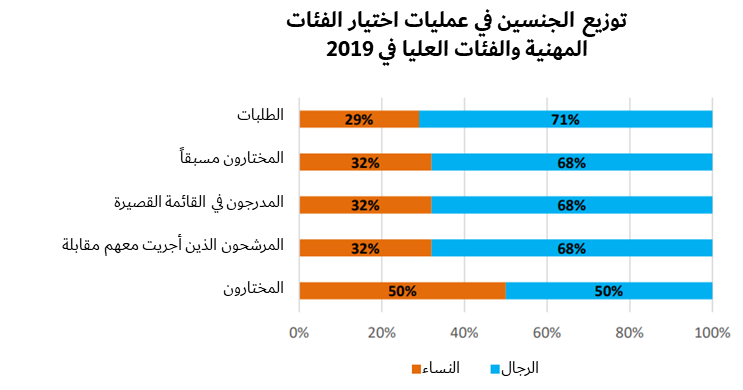 توزيع الجنسين في عمليات اختيار الفئات
المهنية والفئات العليا في 2019
الطلبات 29% 71%
المختارون مسبقاً 32% 68%
المدرجون في القائمة القصيرة 32% 68%
المرشحون الذين أجريت معهم مقابلة 32% 68%
المختارون 50% 50%
0% 20% 40% 60% 80% 100%
النساء الرجال